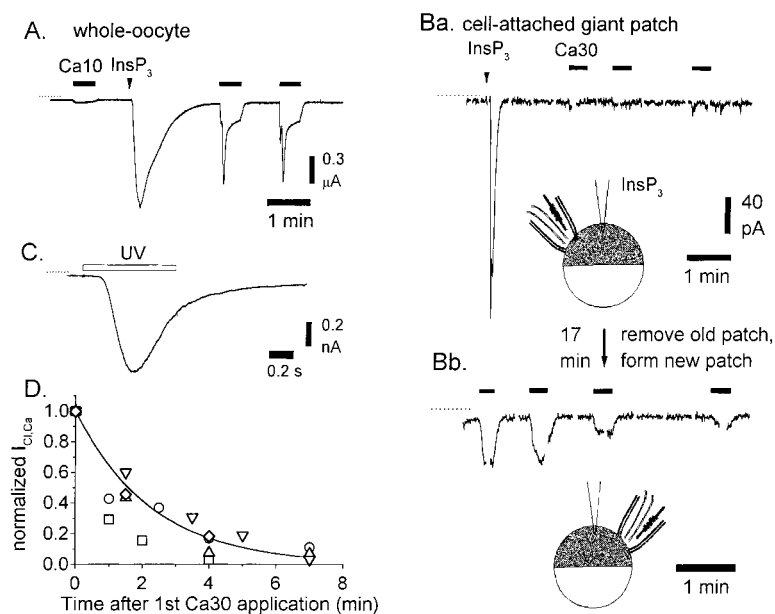 A. whole-oocyte
Ca10 InsP3
0.3
μA
1 min
Ba. cell-attached giant patch
InsP3 Ca30
InsP3
40
pA
1 min
17
min
remove old patch,
form new patch
C.
UV
0.2
nA
0.2 s
Bb.
1 min
D.
normalized ICl,Ca
1.0
0.8
0.6
0.4
0.2
0.0
0 2 4 6 8
Time after 1st Ca30 application (min)